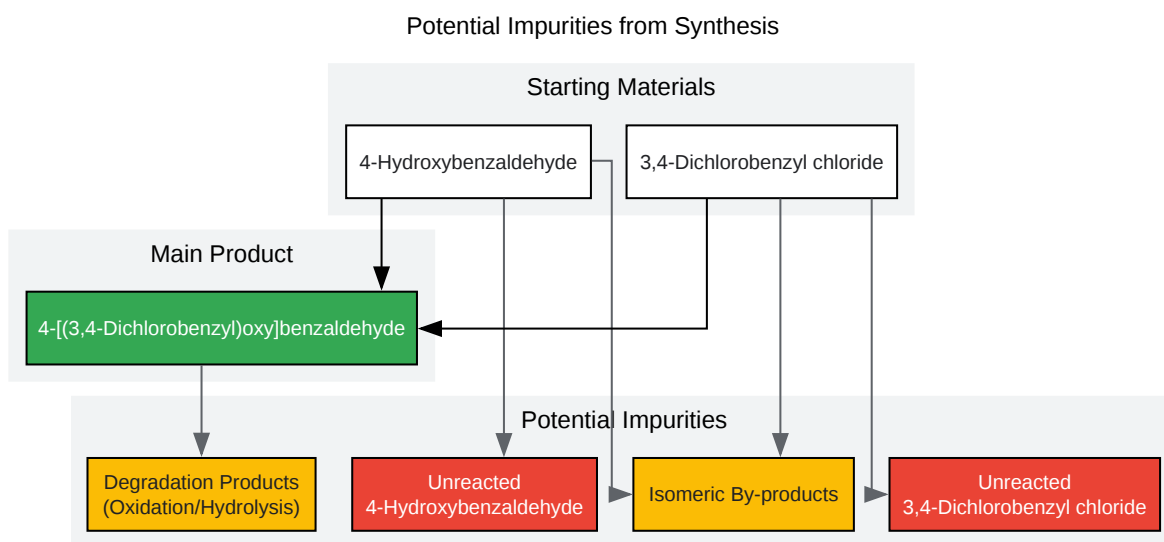 Potential Impurities from Synthesis
Starting Materials
4-Hydroxybenzaldehyde
3,4-Dichlorobenzyl chloride
Main Product
4-[(3,4-Dichlorobenzyl)oxy]benzaldehyde
Potential Impurities
Degradation Products
(Oxidation/Hydrolysis)
Unreacted
4-Hydroxybenzaldehyde
Isomeric By-products
Unreacted
3,4-Dichlorobenzyl chloride